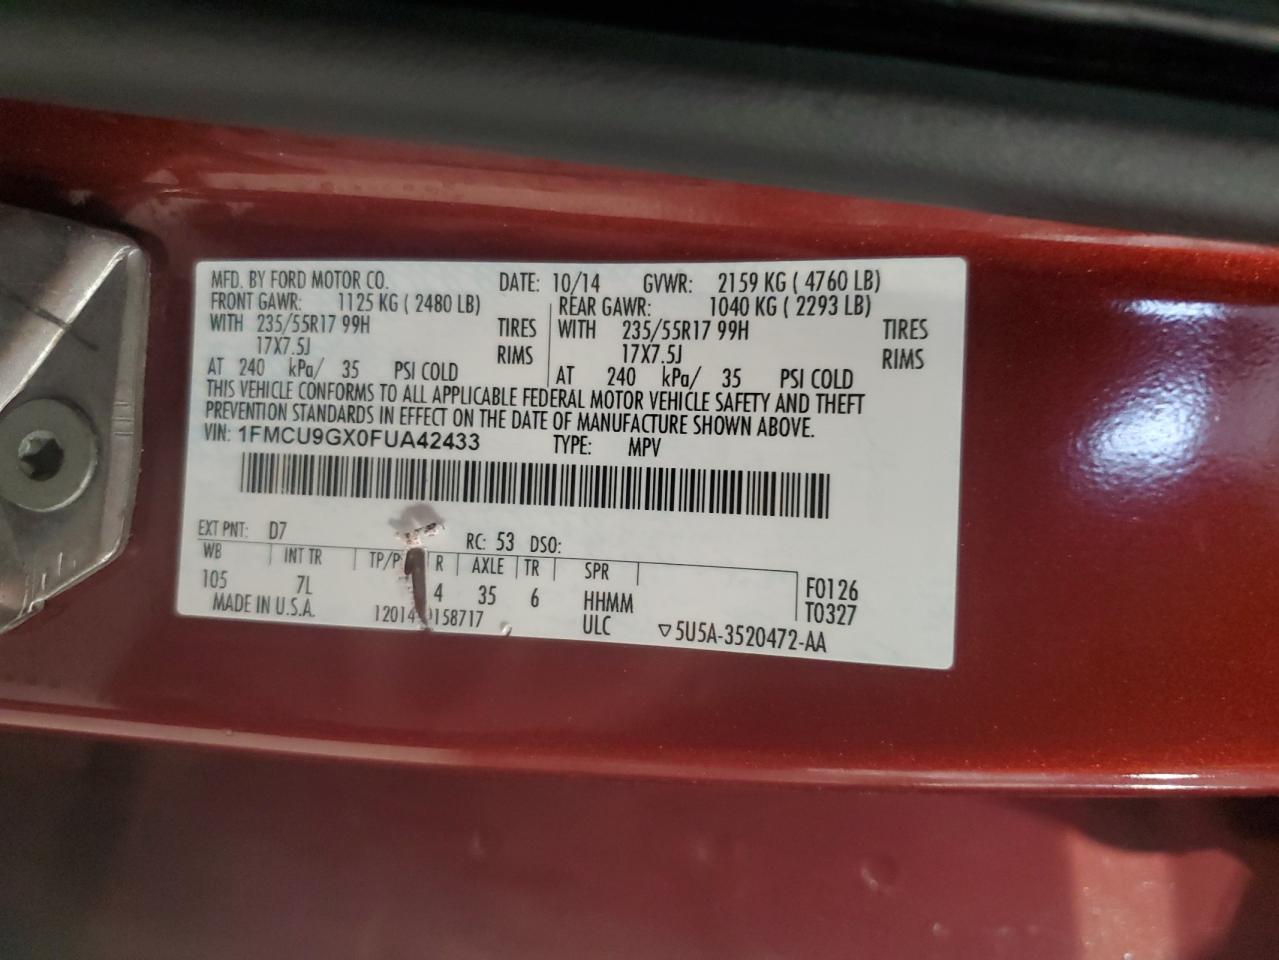 MFD. BY FORD MOTOR CO. DATE: 10/14 GVWR: 2159 KG ( 4760 LB)
FRONT GAWR: 1125 KG ( 2480 LB) REAR GAWR: 1040 KG ( 2293 LB)
WITH 235/55R17 99H TIRES WITH 235/55R17 99H TIRES
17X7.5J RIMS 17X7.5J RIMS
AT 240 kPa/ 35 PSI COLD AT 240 kPa/ 35 PSI COLD
THIS VEHICLE CONFORMS TO ALL APPLICABLE FEDERAL MOTOR VEHICLE SAFETY AND THEFT
PREVENTION STANDARDS IN EFFECT ON THE DATE OF MANUFACTURE SHOWN ABOVE.
VIN: 1FMCU9GX0FUA42433 TYPE: MPV
EXT PNT: D7 RC: 53 DSO:
WB INT TR TP/P R AXLE TR SPR
105 7L 4 35 6 HHMM F0126
MADE IN U.S.A. ULC T0327
▽5U5A-3520472-AA